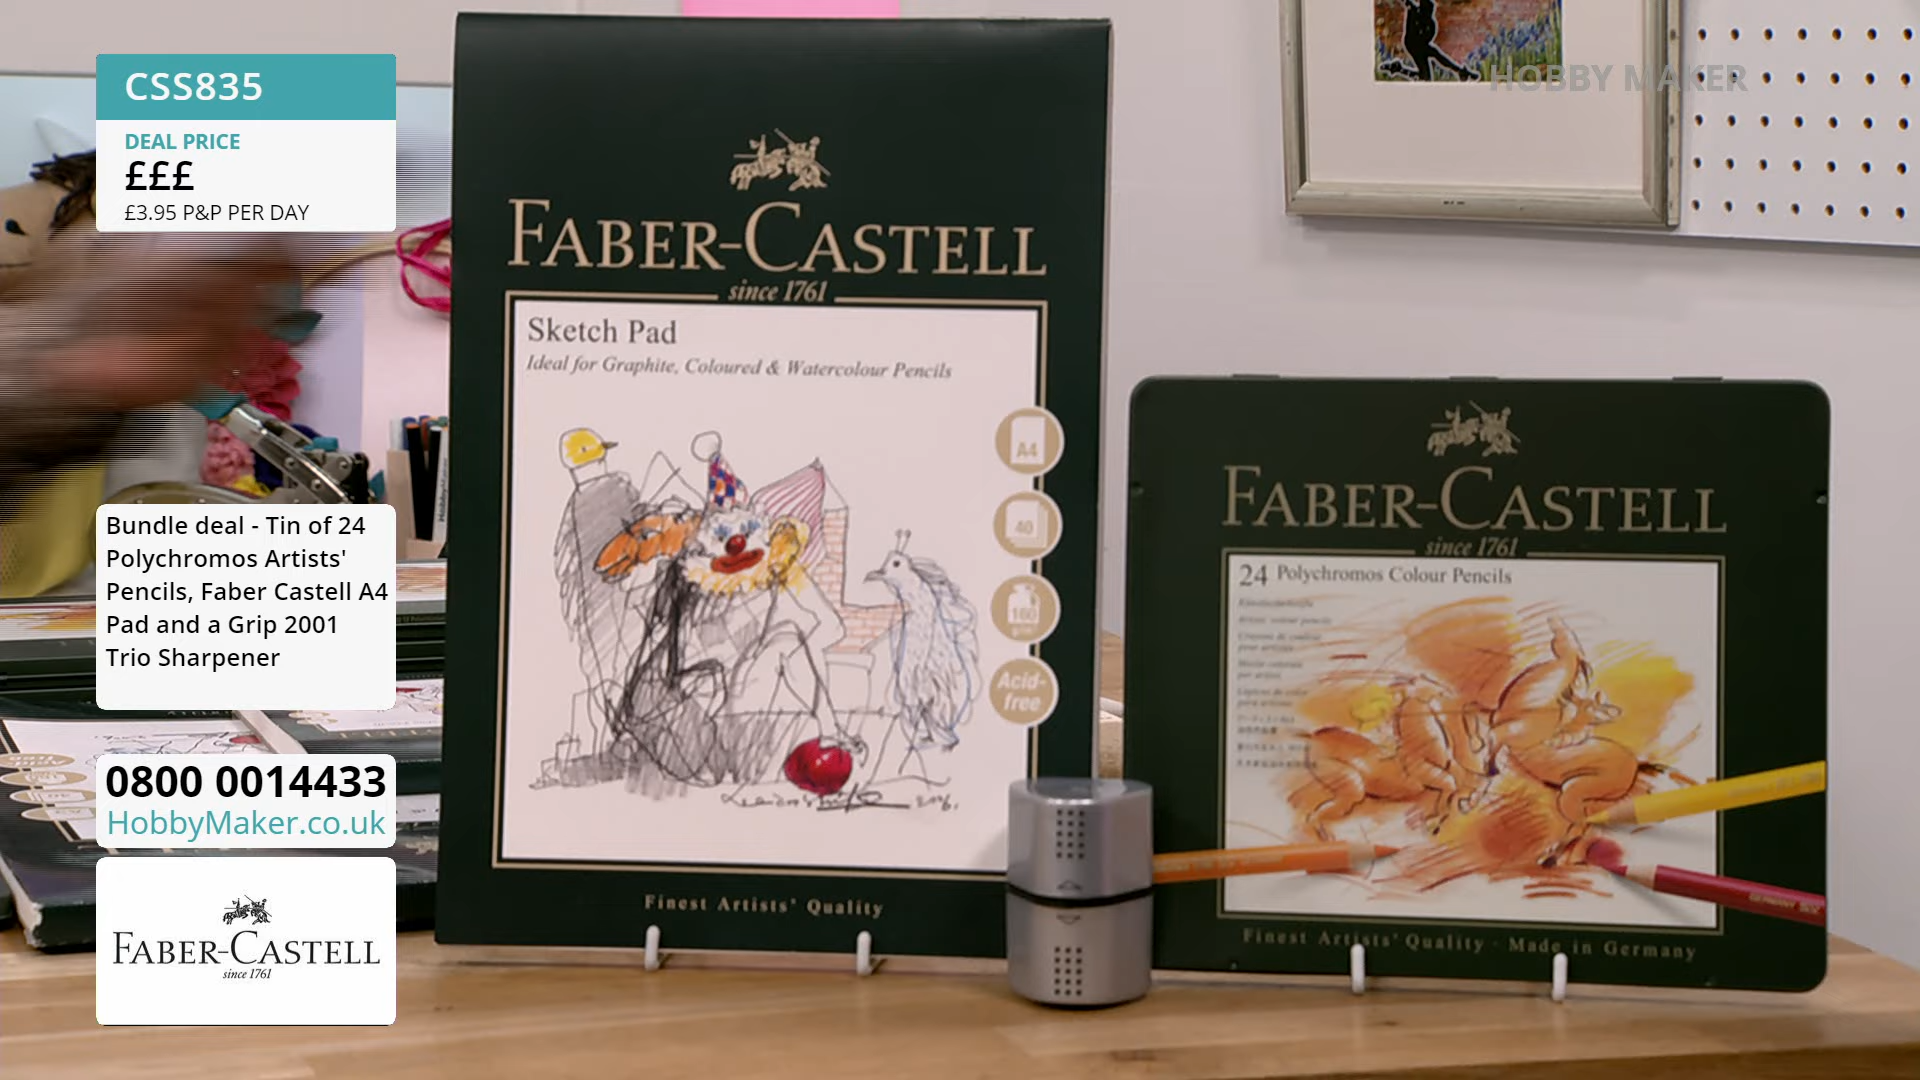 CSS835
DEAL PRICE
£££
£3.95 P&P PER DAY
HOBBY MAKER
FABER-CASTELL
since 1761
Sketch Pad
Ideal for Graphite, Coloured & Watercolour Pencils
A4
40
160
Acid-
free
2016.
Finest Artists' Quality
FABER-CASTELL
since 1761
24 Polychromos Colour Pencils
Finest Artists' Quality · Made in Germany
Bundle deal - Tin of 24
Polychromos Artists'
Pencils, Faber Castell A4
Pad and a Grip 2001
Trio Sharpener
0800 0014433
HobbyMaker.co.uk
FABER-CASTELL
since 1761